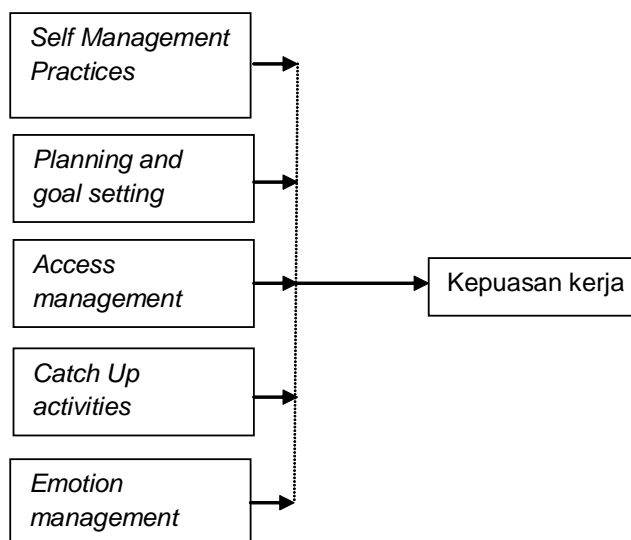 Self Management
Practices
Planning and
goal setting
Access
management
Kepuasan kerja
Catch Up
activities
Emotion
management